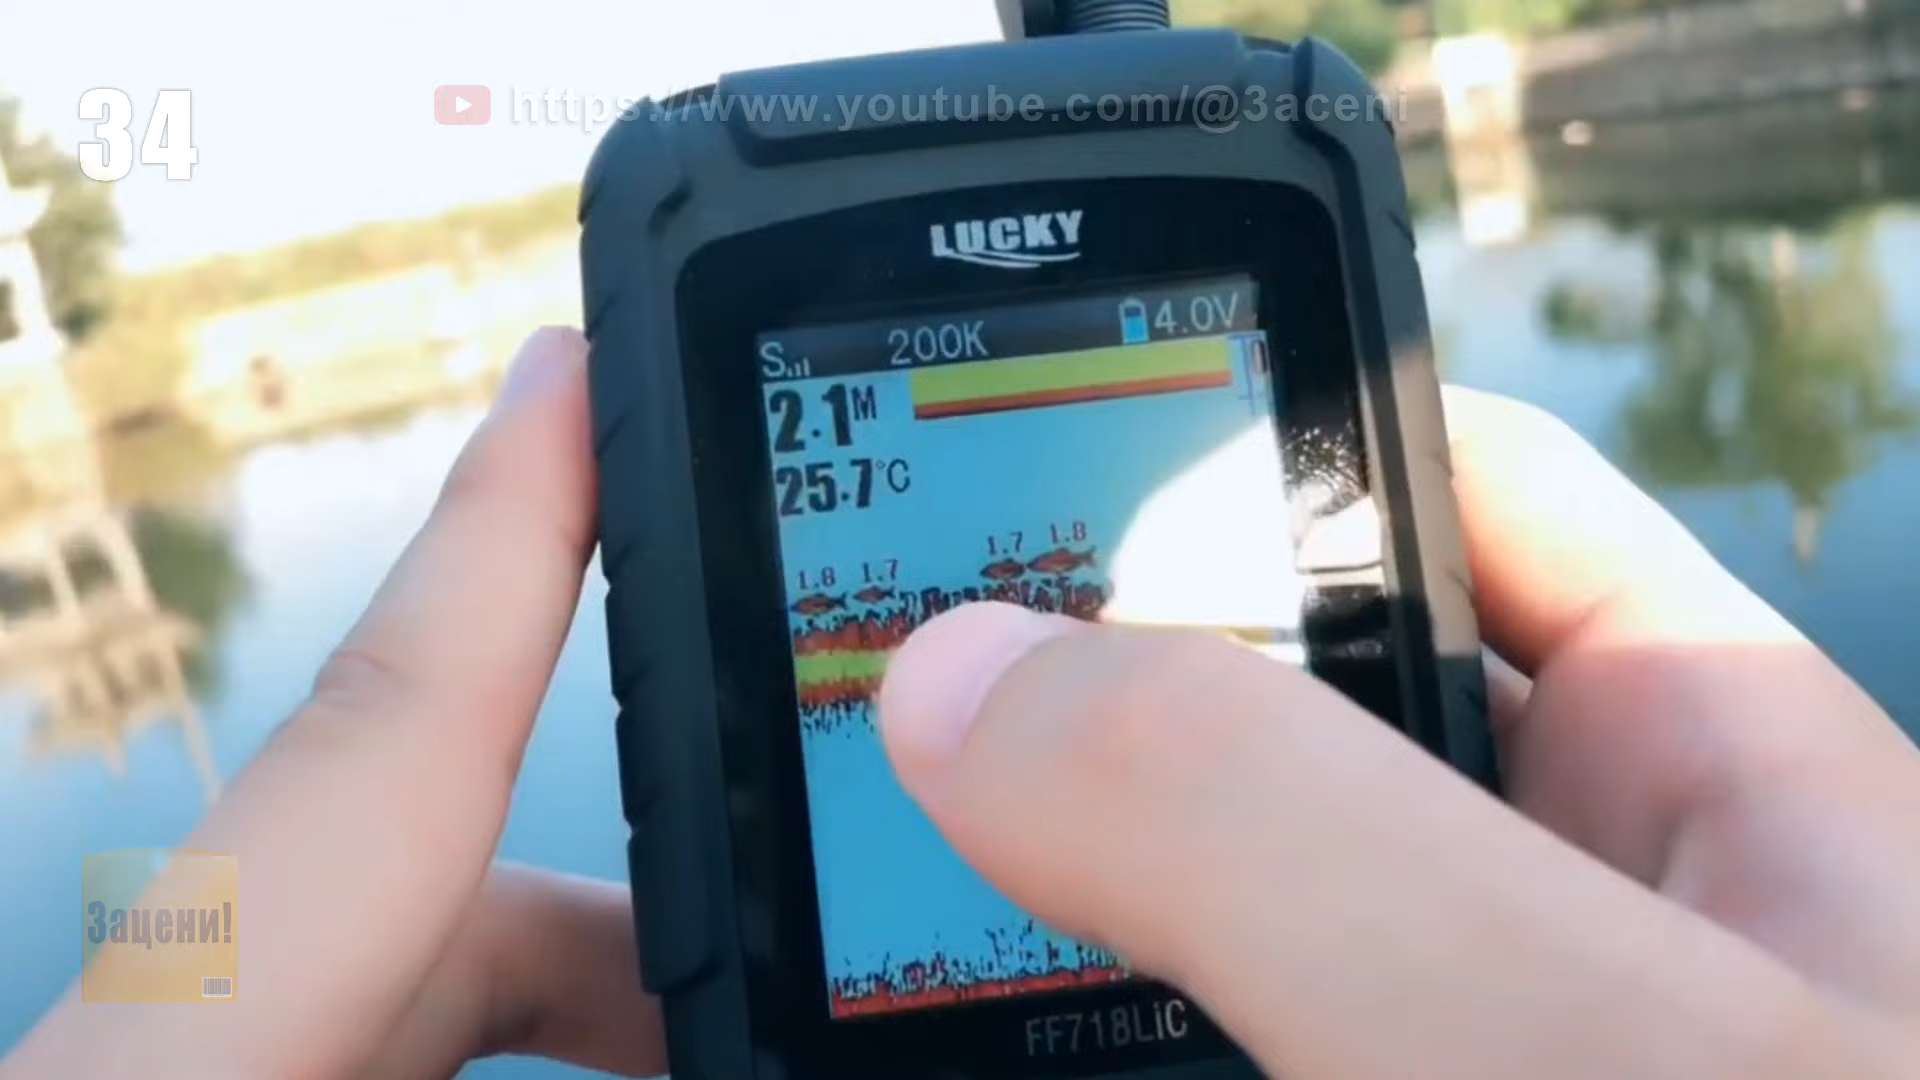 34
https://www.youtube.com/@3aceni
LUCKY
S 200K 4.0V
2.1M
25.7°C
1.7 1.8
1.8 1.7
Зацени!
FF718LiC